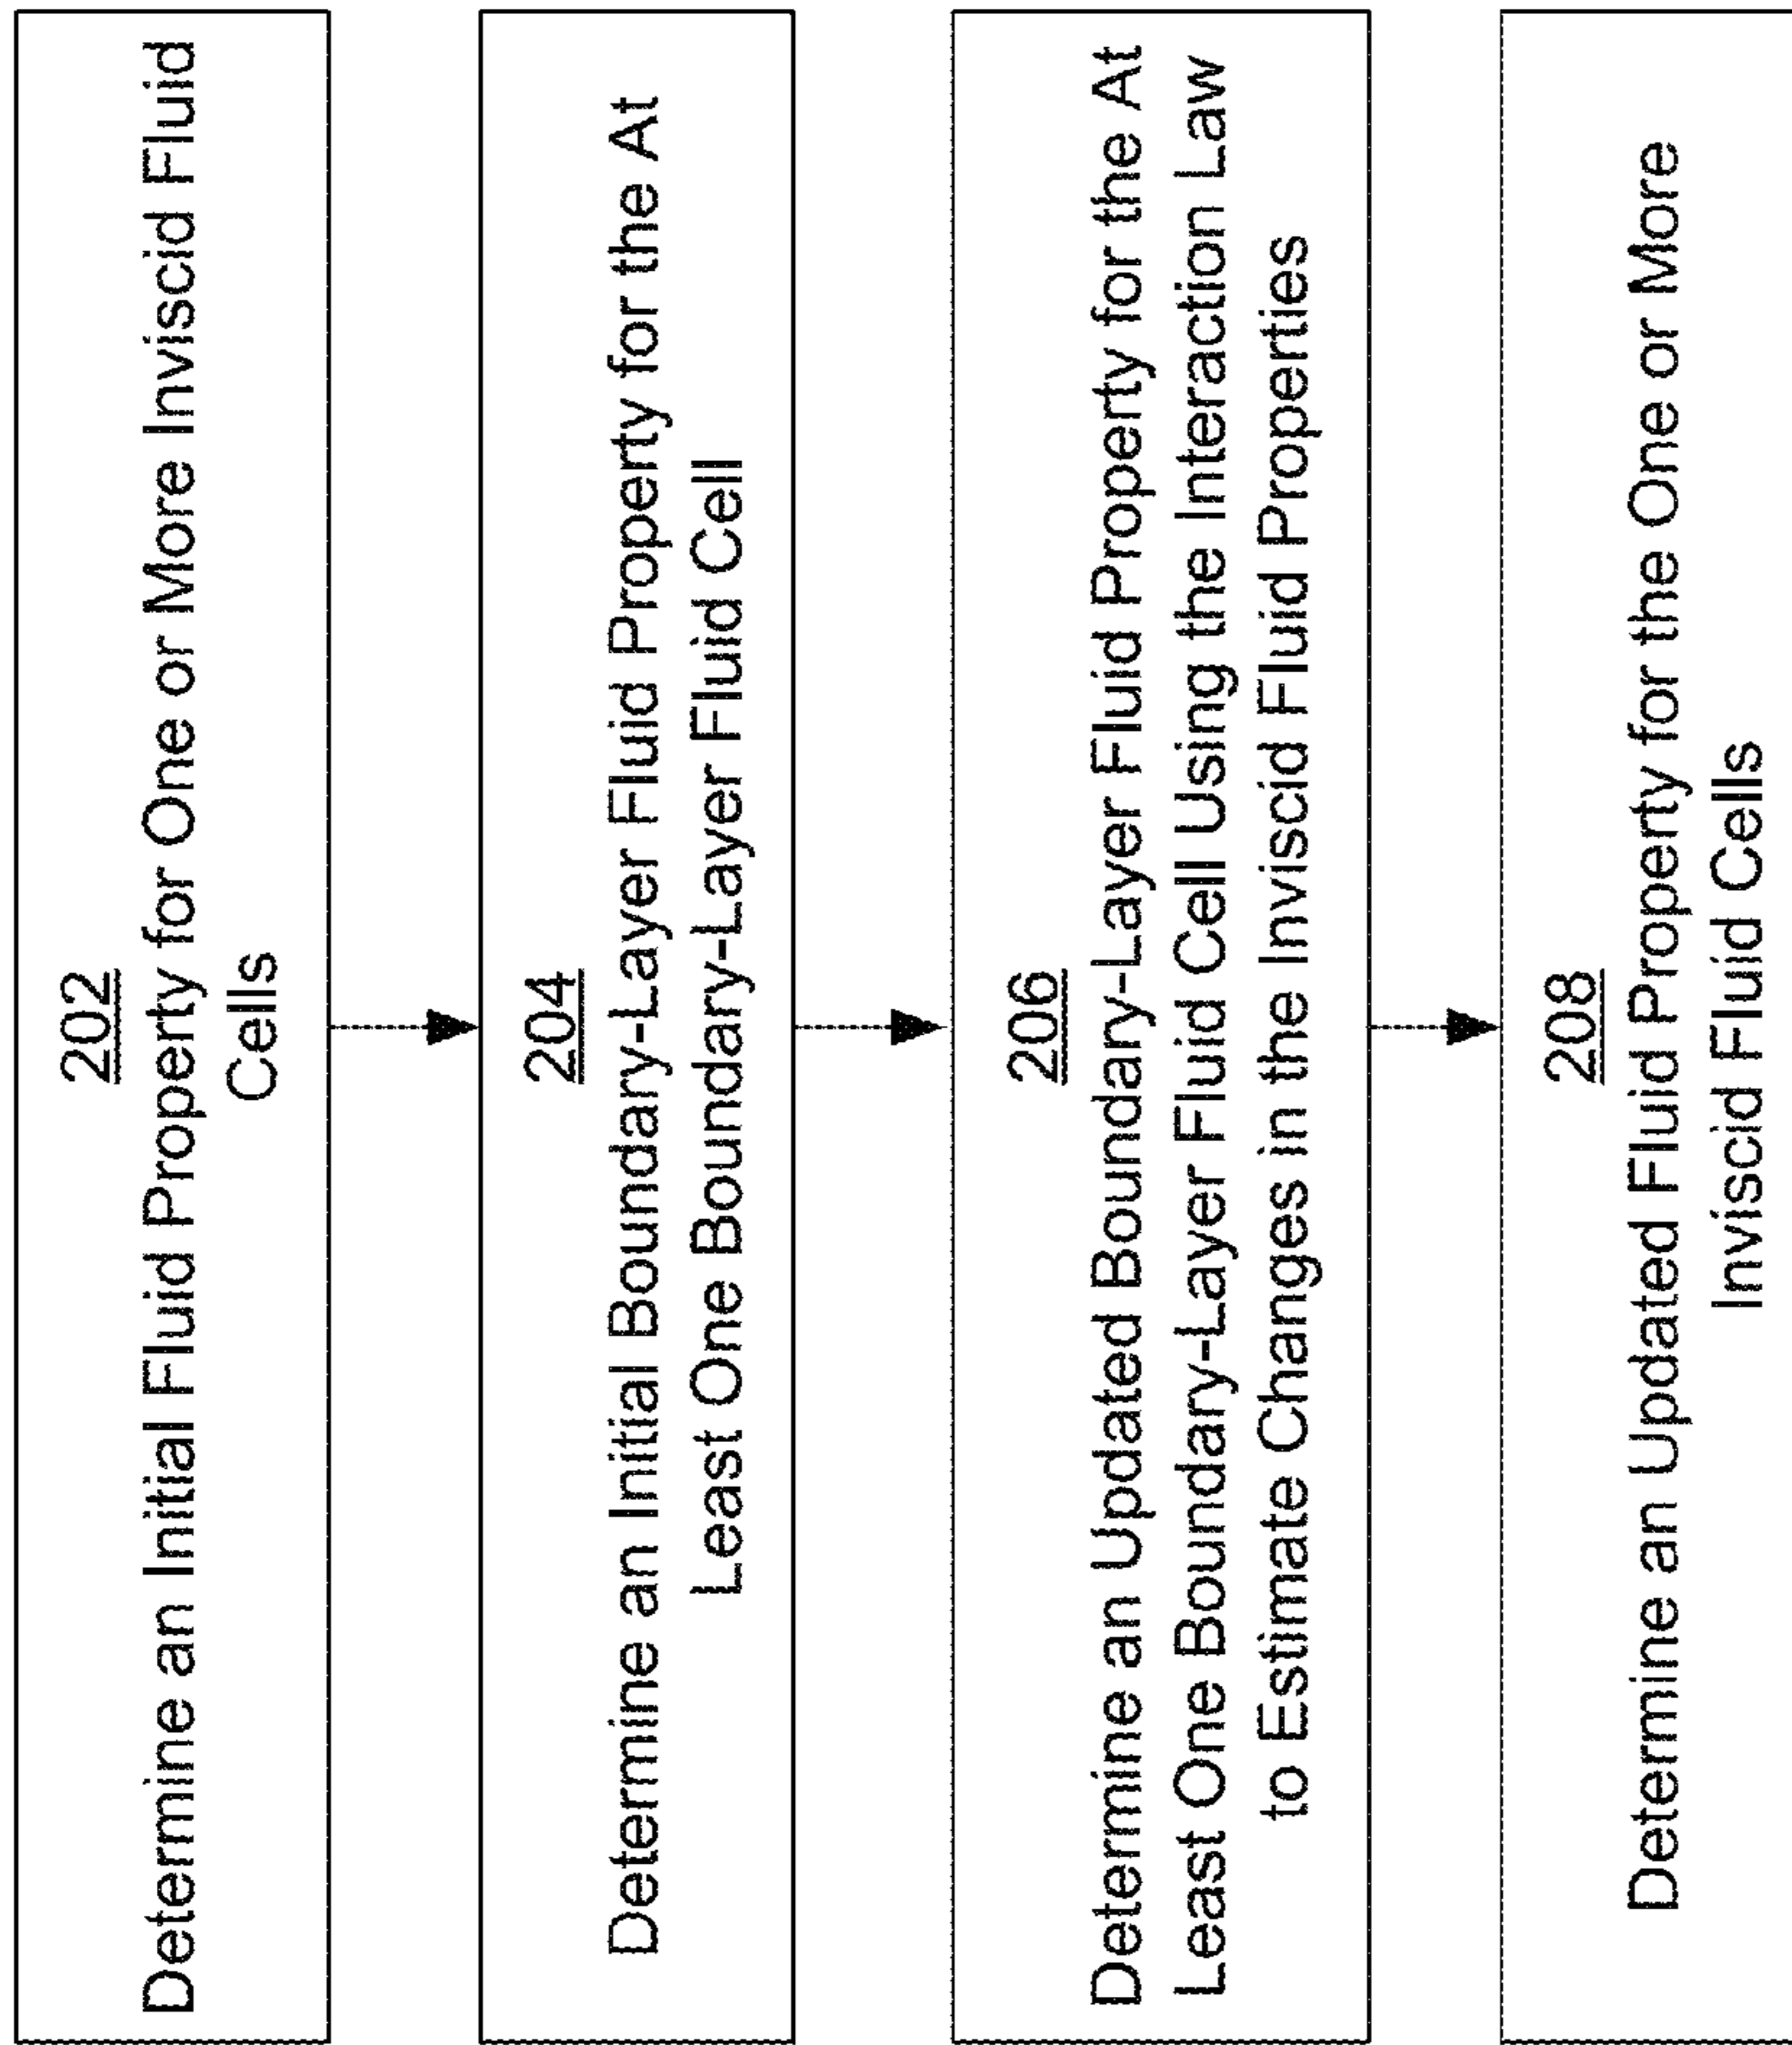 202
Determine an Initial Fluid Property for One or More Inviscid Fluid
Cells
204
Determine an Initial Boundary-Layer Fluid Property for the At
Least One Boundary-Layer Fluid Cell
206
Determine an Updated Boundary-Layer Fluid Property for the At
Least One Boundary-Layer Fluid Cell Using the Interaction Law
to Estimate Changes in the Inviscid Fluid Properties
208
Determine an Updated Fluid Property for the One or More
Inviscid Fluid Cells